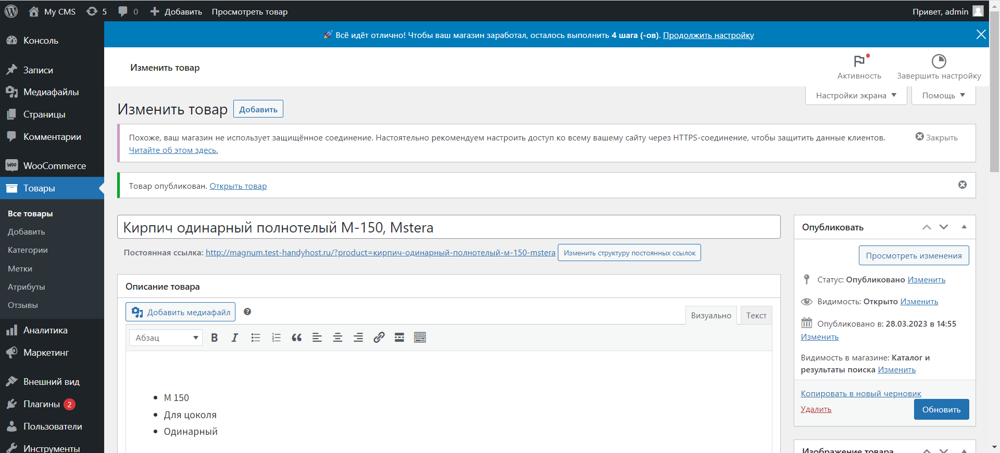 My CMS 5 0 Добавить Просмотреть товар Привет, admin
Всё идёт отлично! Чтобы ваш магазин заработал, осталось выполнить 4 шага (-ов). Продолжить настройку
Консоль
Записи
Медиафайлы
Страницы
Комментарии
WooCommerce
Товары
Все товары
Добавить
Категории
Метки
Атрибуты
Отзывы
Аналитика
Маркетинг
Внешний вид
Плагины 2
Пользователи
Инструменты
Изменить товар
Активность
Завершить настройку
Настройки экрана
Помощь
Изменить товар Добавить
Похоже, ваш магазин не использует защищённое соединение. Настоятельно рекомендуем настроить доступ ко всему вашему сайту через HTTPS-соединение, чтобы защитить данные клиентов.
Читайте об этом здесь.
Закрыть
Товар опубликован. Открыть товар
Кирпич одинарный полнотелый М-150, Mstera
Постоянная ссылка: http://magnum.test-handyhost.ru/?product=кирпич-одинарный-полнотелый-м-150-mstera Изменить структуру постоянных ссылок
Описание товара
Добавить медиафайл
Визуально Текст
Абзац
М 150
Для цоколя
Одинарный
Опубликовать
Просмотреть изменения
Статус: Опубликовано Изменить
Видимость: Открыто Изменить
Опубликовано в: 28.03.2023 в 14:55
Изменить
Видимость в магазине: Каталог и
результаты поиска Изменить
Копировать в новый черновик
Удалить
Обновить
Изображение товара